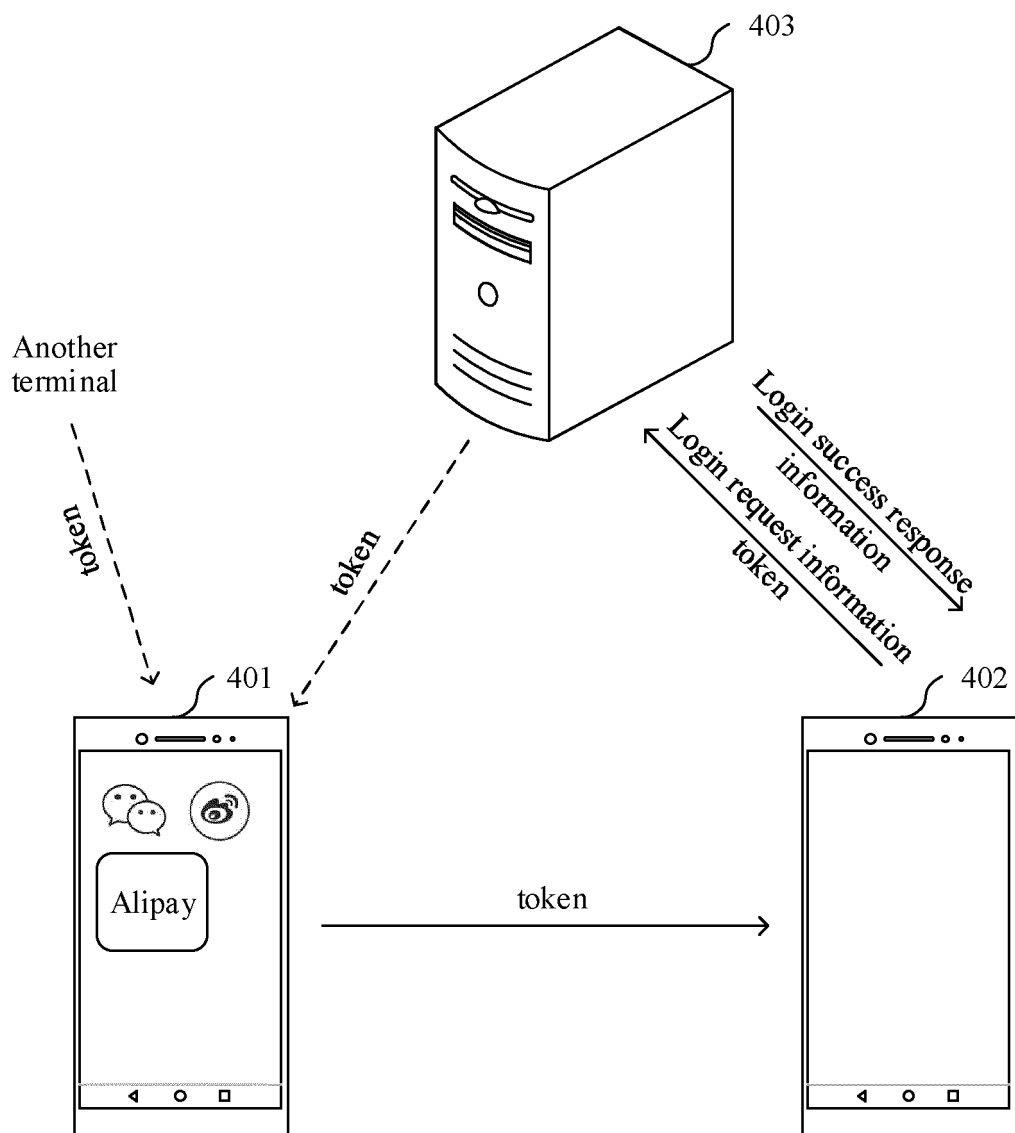 403
Another
terminal
token
token
Login success response
information
Login request information
token
401
402
Alipay
token